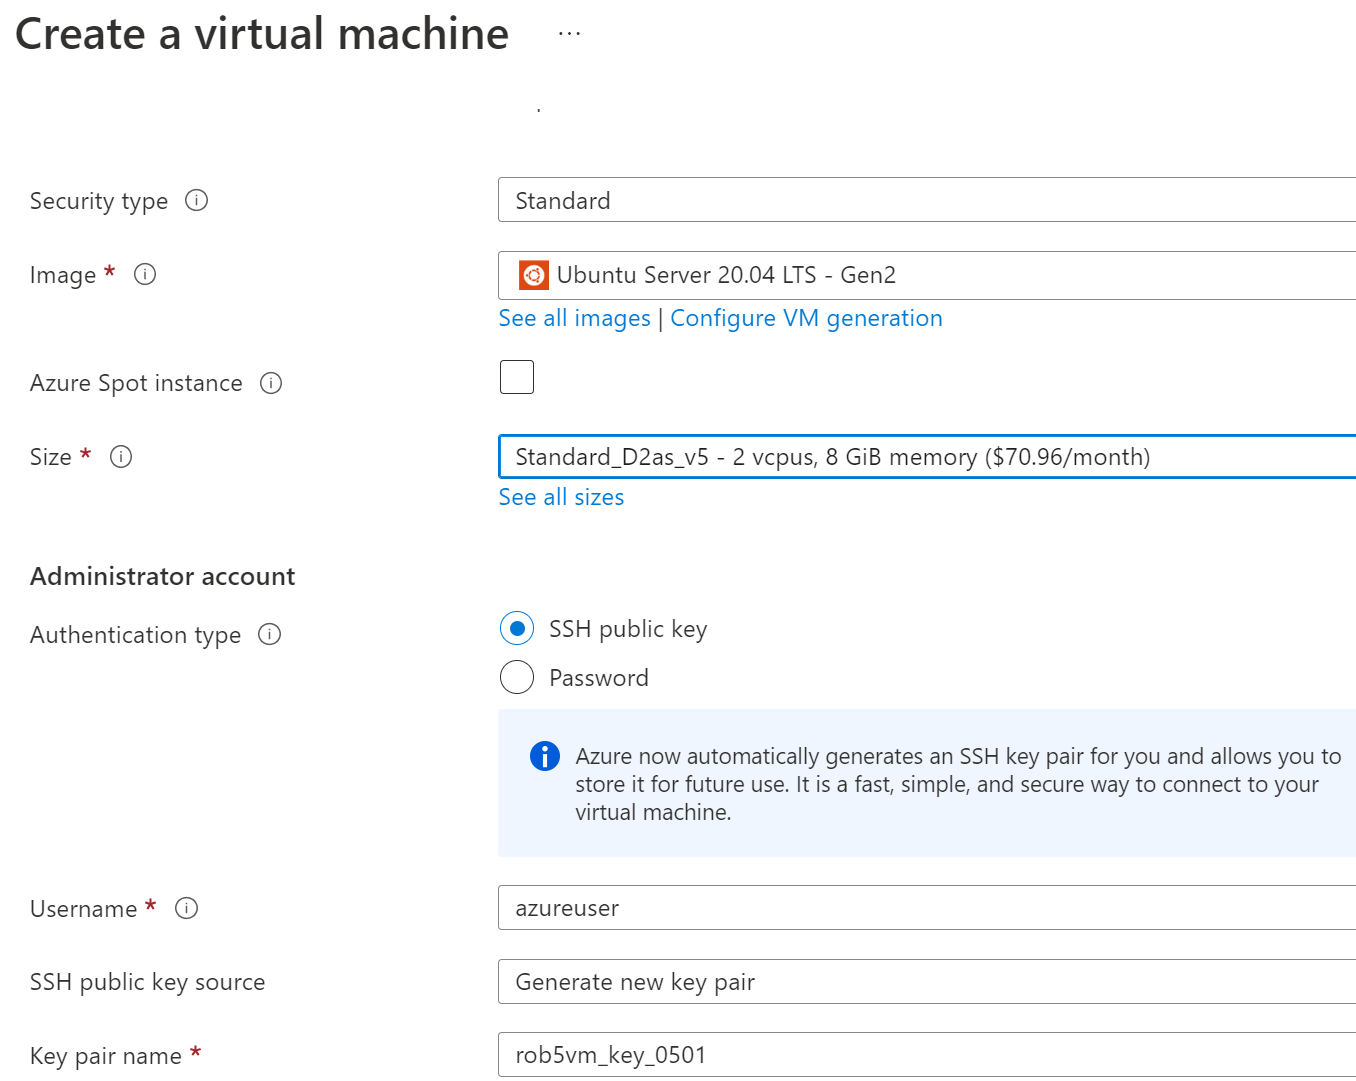 Create a virtual machine ...
Security type
Standard
Image *
Ubuntu Server 20.04 LTS - Gen2
See all images | Configure VM generation
Azure Spot instance
Size *
Standard_D2as_v5 - 2 vcpus, 8 GiB memory ($70.96/month)
See all sizes
Administrator account
Authentication type
SSH public key
Password
Azure now automatically generates an SSH key pair for you and allows you to
store it for future use. It is a fast, simple, and secure way to connect to your
virtual machine.
Username *
azureuser
SSH public key source
Generate new key pair
Key pair name *
rob5vm_key_0501